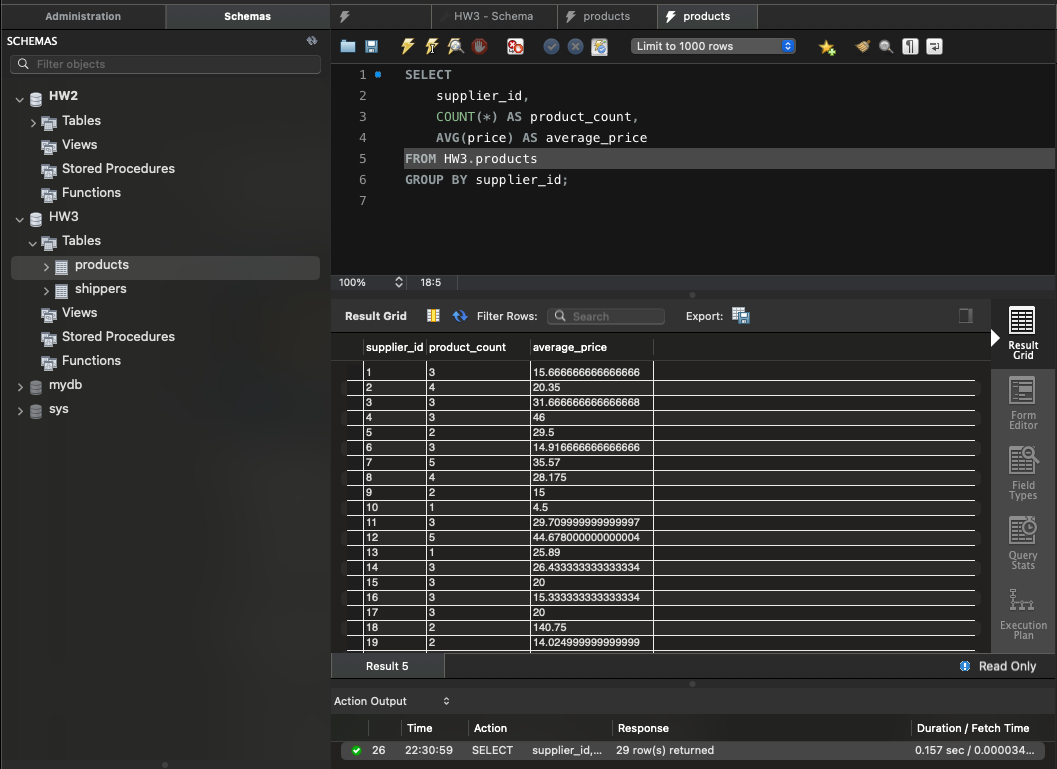 Administration
Schemas
HW3 - Schema
products
products
SCHEMAS
Filter objects
HW2
Tables
Views
Stored Procedures
Functions
HW3
Tables
products
shippers
Views
Stored Procedures
Functions
mydb
sys
Limit to 1000 rows
1 SELECT
2 supplier_id,
3 COUNT(*) AS product_count,
4 AVG(price) AS average_price
5 FROM HW3.products
6 GROUP BY supplier_id;
7
100% 18:5
Result Grid Filter Rows: Search Export:
supplier_id product_count average_price
1 3 15.666666666666666
2 4 20.35
3 3 31.666666666666668
4 3 46
5 2 29.5
6 3 14.916666666666666
7 5 35.57
8 4 28.175
9 2 15
10 1 4.5
11 3 29.709999999999997
12 5 44.678000000000004
13 1 25.89
14 3 26.433333333333334
15 3 20
16 3 15.333333333333334
17 3 20
18 2 140.75
19 2 14.024999999999999
Result
Grid
Form
Editor
Field
Types
Query
Stats
Execution
Plan
Result 5
Read Only
Action Output
Time Action Response Duration / Fetch Time
26 22:30:59 SELECT supplier_id,... 29 row(s) returned 0.157 sec / 0.000034...